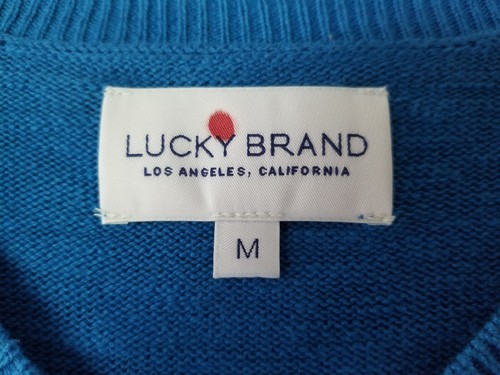 LUCKY BRAND
LOS ANGELES, CALIFORNIA
M